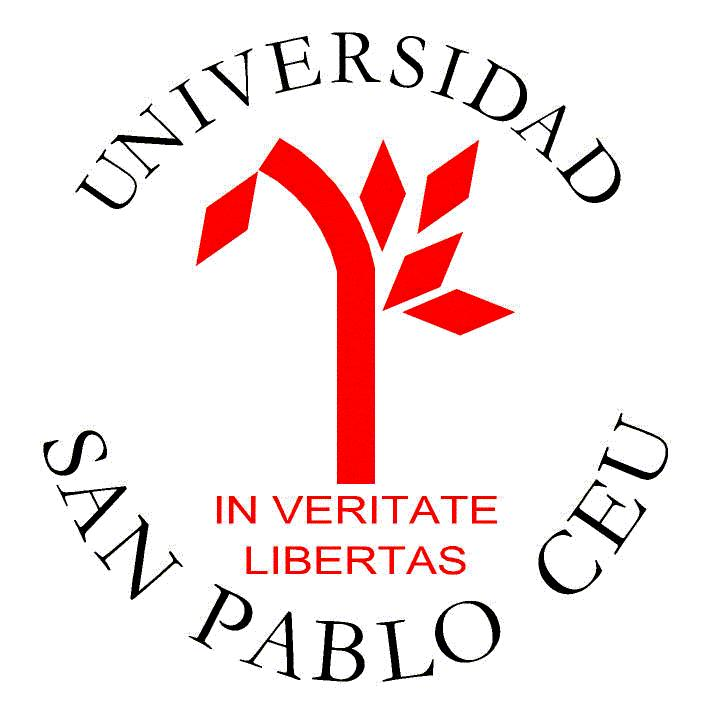 UNIVERSIDAD
IN VERITATE
LIBERTAS
SAN PABLO CEU